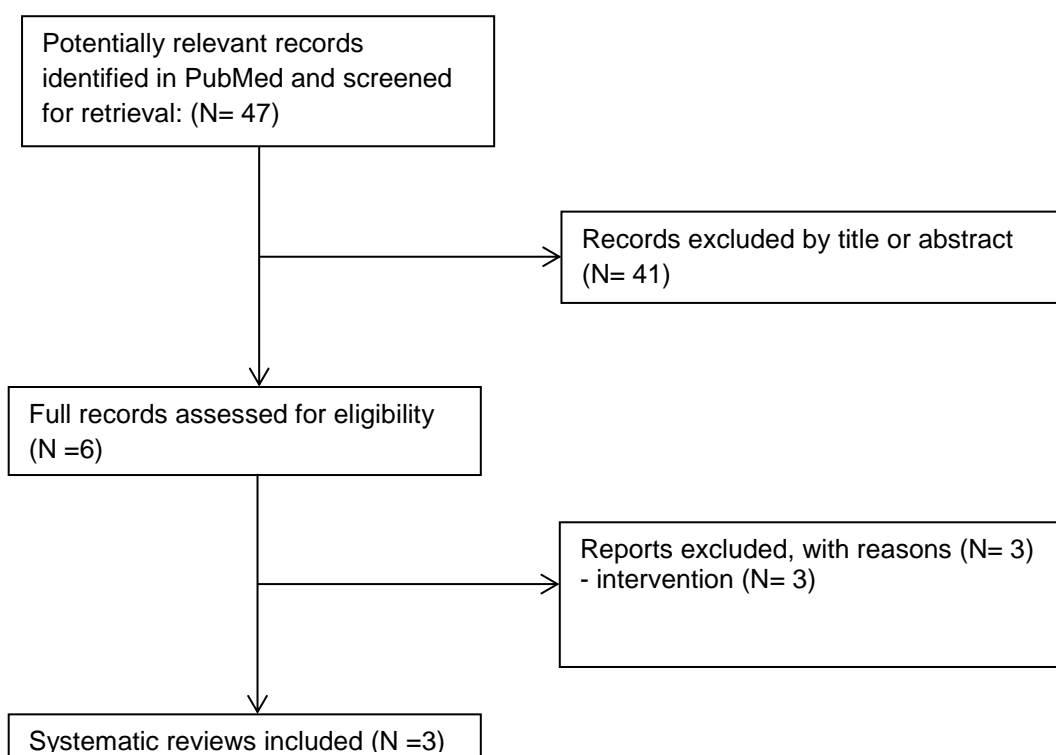 Potentially relevant records
identified in PubMed and screened
for retrieval: (N= 47)
Records excluded by title or abstract
(N= 41)
Full records assessed for eligibility
(N =6)
Reports excluded, with reasons (N= 3)
- intervention (N= 3)
Systematic reviews included (N =3)